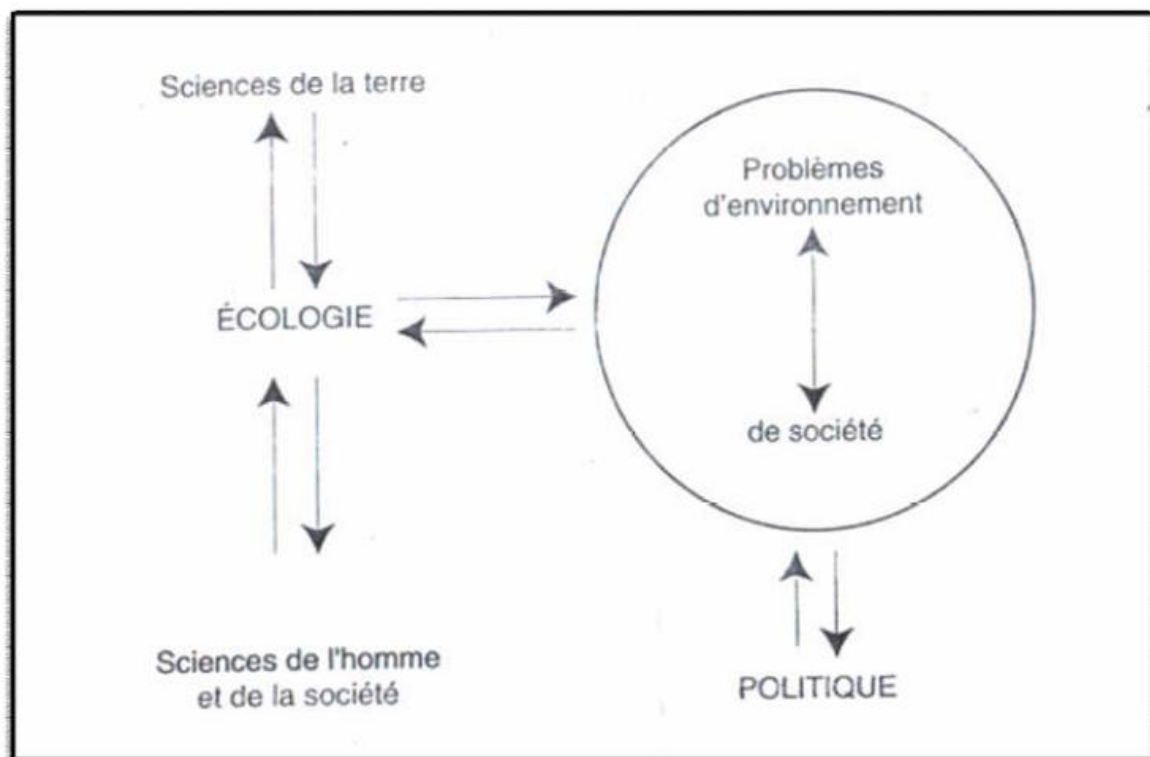 Sciences de la terre
Problèmes
d'environnement
ÉCOLOGIE
de société
Sciences de l'homme
et de la société
POLITIQUE